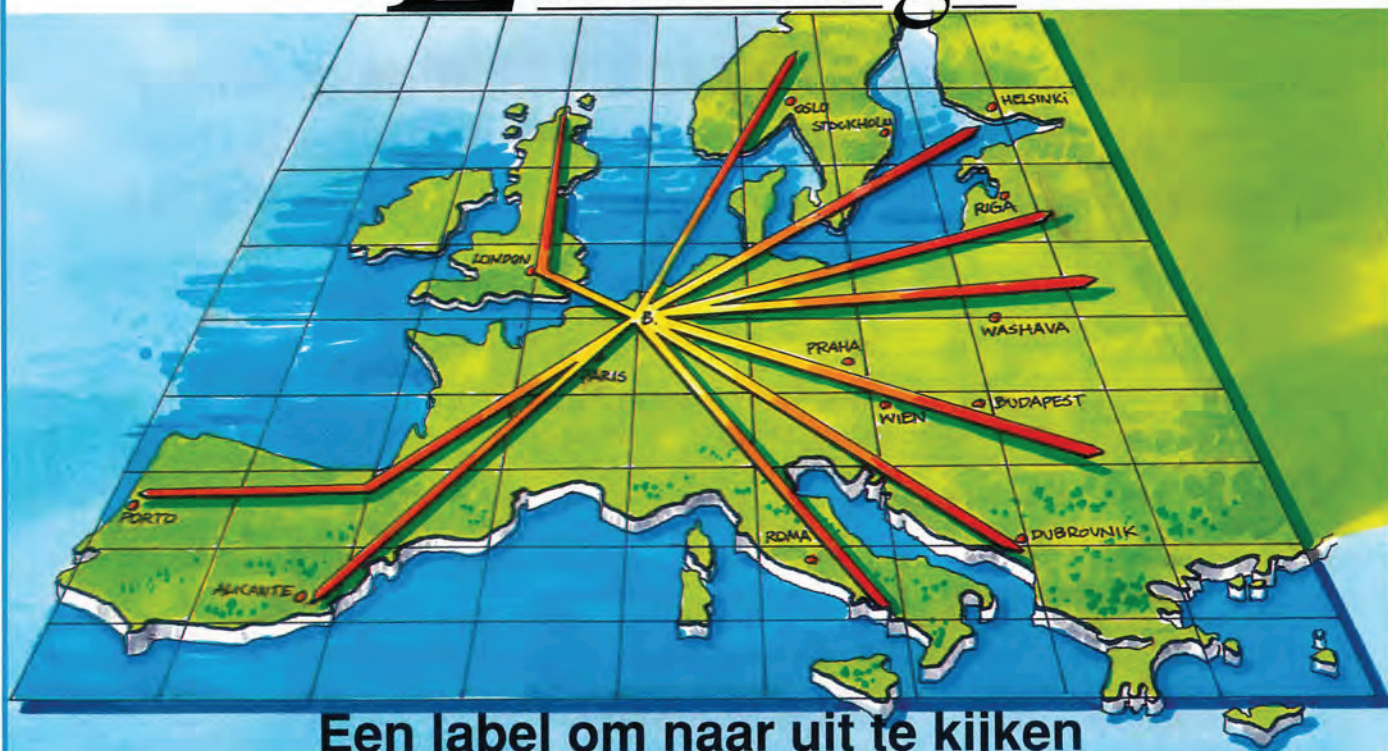 OSLO
HELSINKI
STOCKHOLM
RIGA
LONDON
B.
WASHAVA
PRAHA
PARIS
WIEN
BUDAPEST
PORTO
ROMA
DUBROVNIK
ALICANTE
Een label om naar uit te kijken